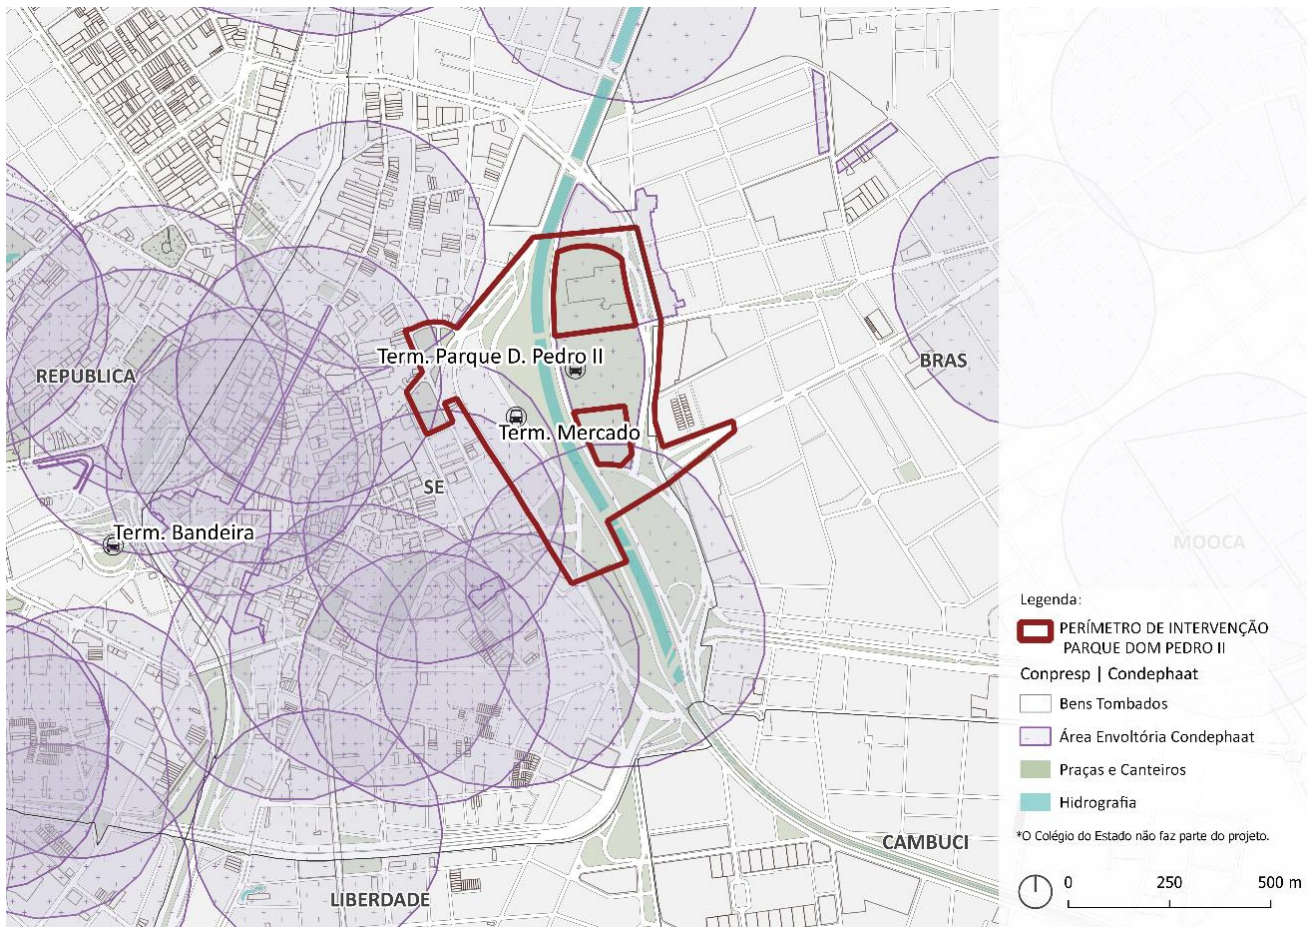 Term. Parque D. Pedro II
REPUBLICA
BRAS
Term. Mercado
SE
Term. Bandeira
MOOCA
CAMBUCI
LIBERDADE
Legenda:
PERÍMETRO DE INTERVENÇÃO
PARQUE DOM PEDRO II
Conpresp | Condephaat
Bens Tombados
Área Envoltória Condephaat
Praças e Canteiros
Hidrografia
*O Colégio do Estado não faz parte do projeto.
0 250 500 m